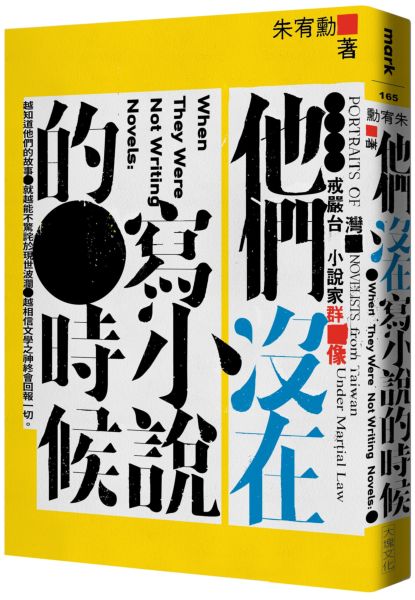 朱宥勳
著
他們
沒在
寫小說
的●時候
When
They Were
Not Writing
Novels:
戒嚴台灣
小說家群像
PORTRAITS OF NOVELISTS from Taiwan Under Martial Law
越知道他們的故事●就越能不驚詫於現世波瀾●越相信文學之神終會回報一切。
mark
165
朱宥勳
著
他們沒在寫小說的時候
When They Were Not Writing Novels:
大塊文化